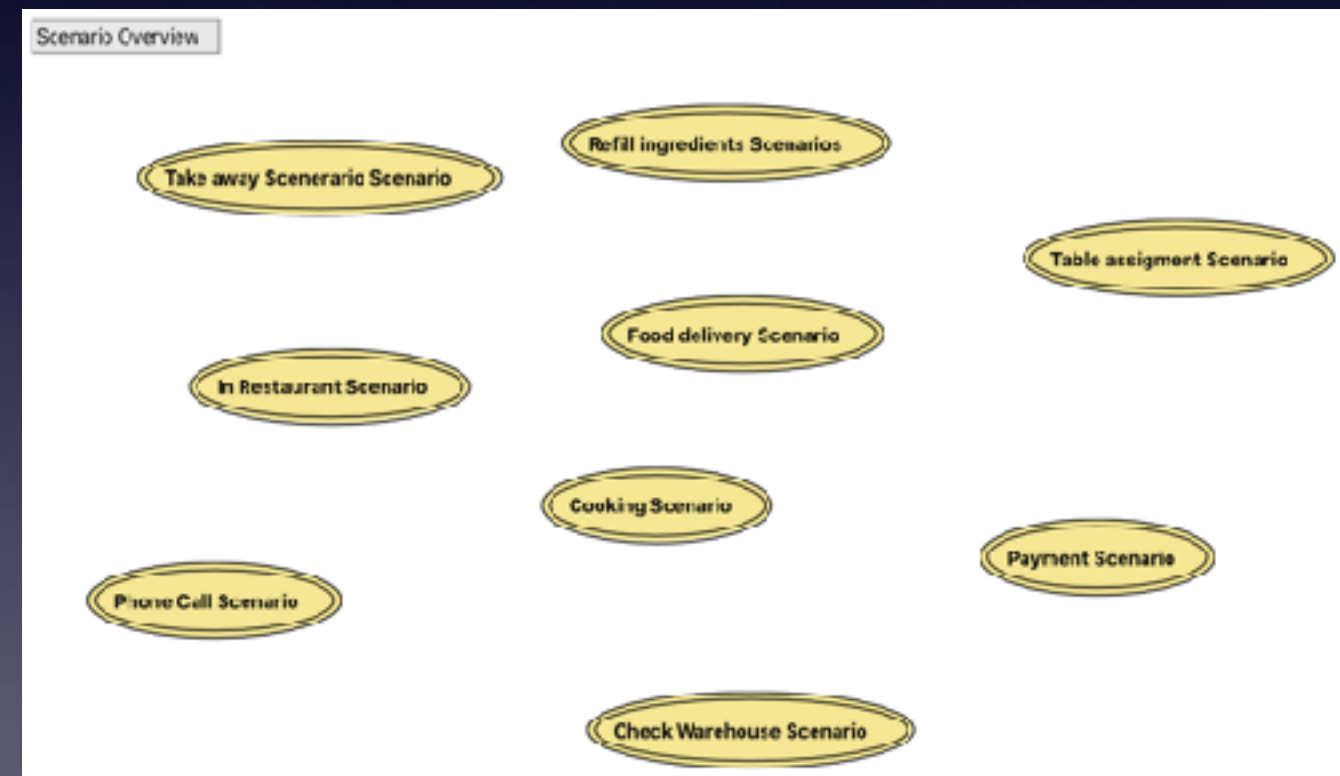 Scenario Overview
Refill ingredients Scenarios
Take away Scenerario Scenario
Table assigment Scenario
Food delivery Scenario
In Restaurant Scenario
Cooking Scenario
Payment Scenario
Phone Call Scenario
Check Warehouse Scenario